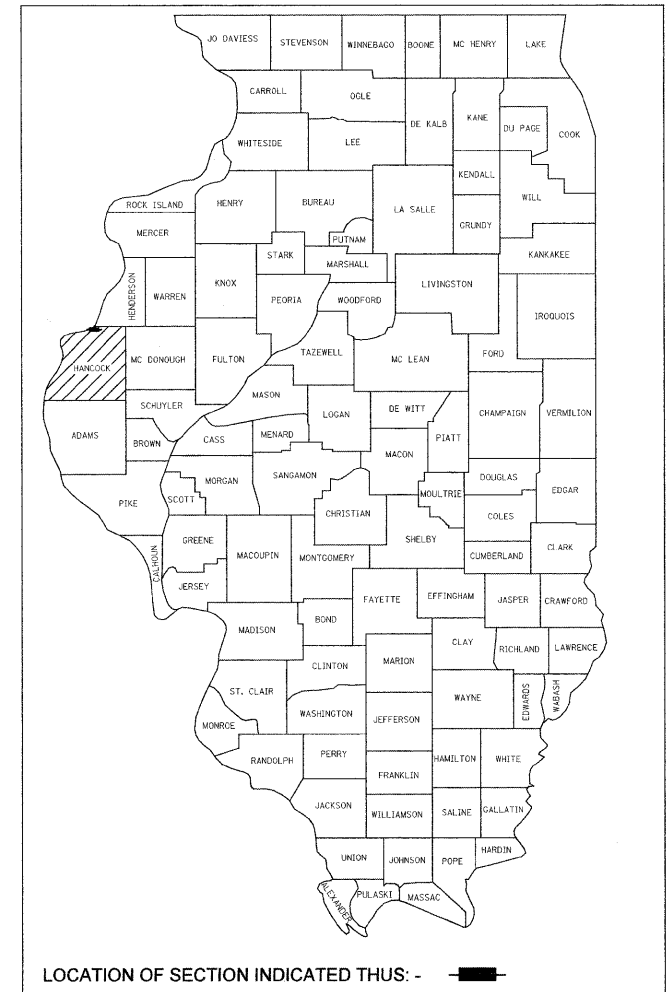 JO DAVIESS STEVENSON WINNEBAGO BOONE MC HENRY LAKE
CARROLL OGLE
DE KALB KANE DU PAGE COOK
WHITESIDE LEE
KENDALL
WILL
ROCK ISLAND HENRY BUREAU LA SALLE
GRUNDY
MERCER PUTNAM
STARK MARSHALL KANKAKEE
HENDERSON WARREN KNOX PEORIA WOODFORD LIVINGSTON
IROQUOIS
HANCOCK MC DONOUGH FULTON TAZEWELL MC LEAN FORD
MASON
SCHUYLER LOGAN DE WITT CHAMPAIGN VERMILION
ADAMS BROWN CASS MENARD PIATT
MACON
MORGAN SANGAMON DOUGLAS
PIKE SCOTT CHRISTIAN MOULTRIE EDGAR
COLES
GREENE SHELBY
CALHOUN MACOUPIN MONTGOMERY CUMBERLAND CLARK
JERSEY
FAYETTE EFFINGHAM JASPER CRAWFORD
MADISON BOND
CLAY RICHLAND LAWRENCE
CLINTON MARION
ST. CLAIR WAYNE EDWARDS WABASH
MONROE WASHINGTON JEFFERSON
RANDOLPH PERRY HAMILTON WHITE
FRANKLIN
JACKSON WILLIAMSON SALINE GALLATIN
UNION JOHNSON POPE HARDIN
ALEXANDER PULASKI MASSAC
LOCATION OF SECTION INDICATED THUS: -